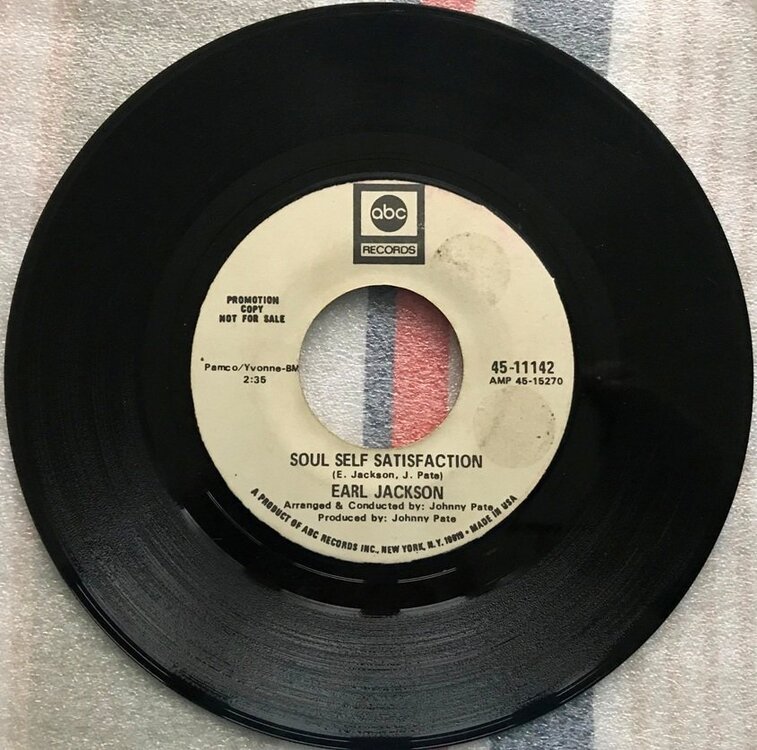 abc
RECORDS
PROMOTION
COPY
NOT FOR SALE
Pamco/Yvonne-BM
2:35
45-11142
AMP 45-15270
SOUL SELF SATISFACTION
(E. Jackson, J. Pate)
EARL JACKSON
Arranged & Conducted by: Johnny Pate
Produced by: Johnny Pate
A PRODUCT OF ABC RECORDS INC., NEW YORK, N.Y. 10019 • MADE IN USA